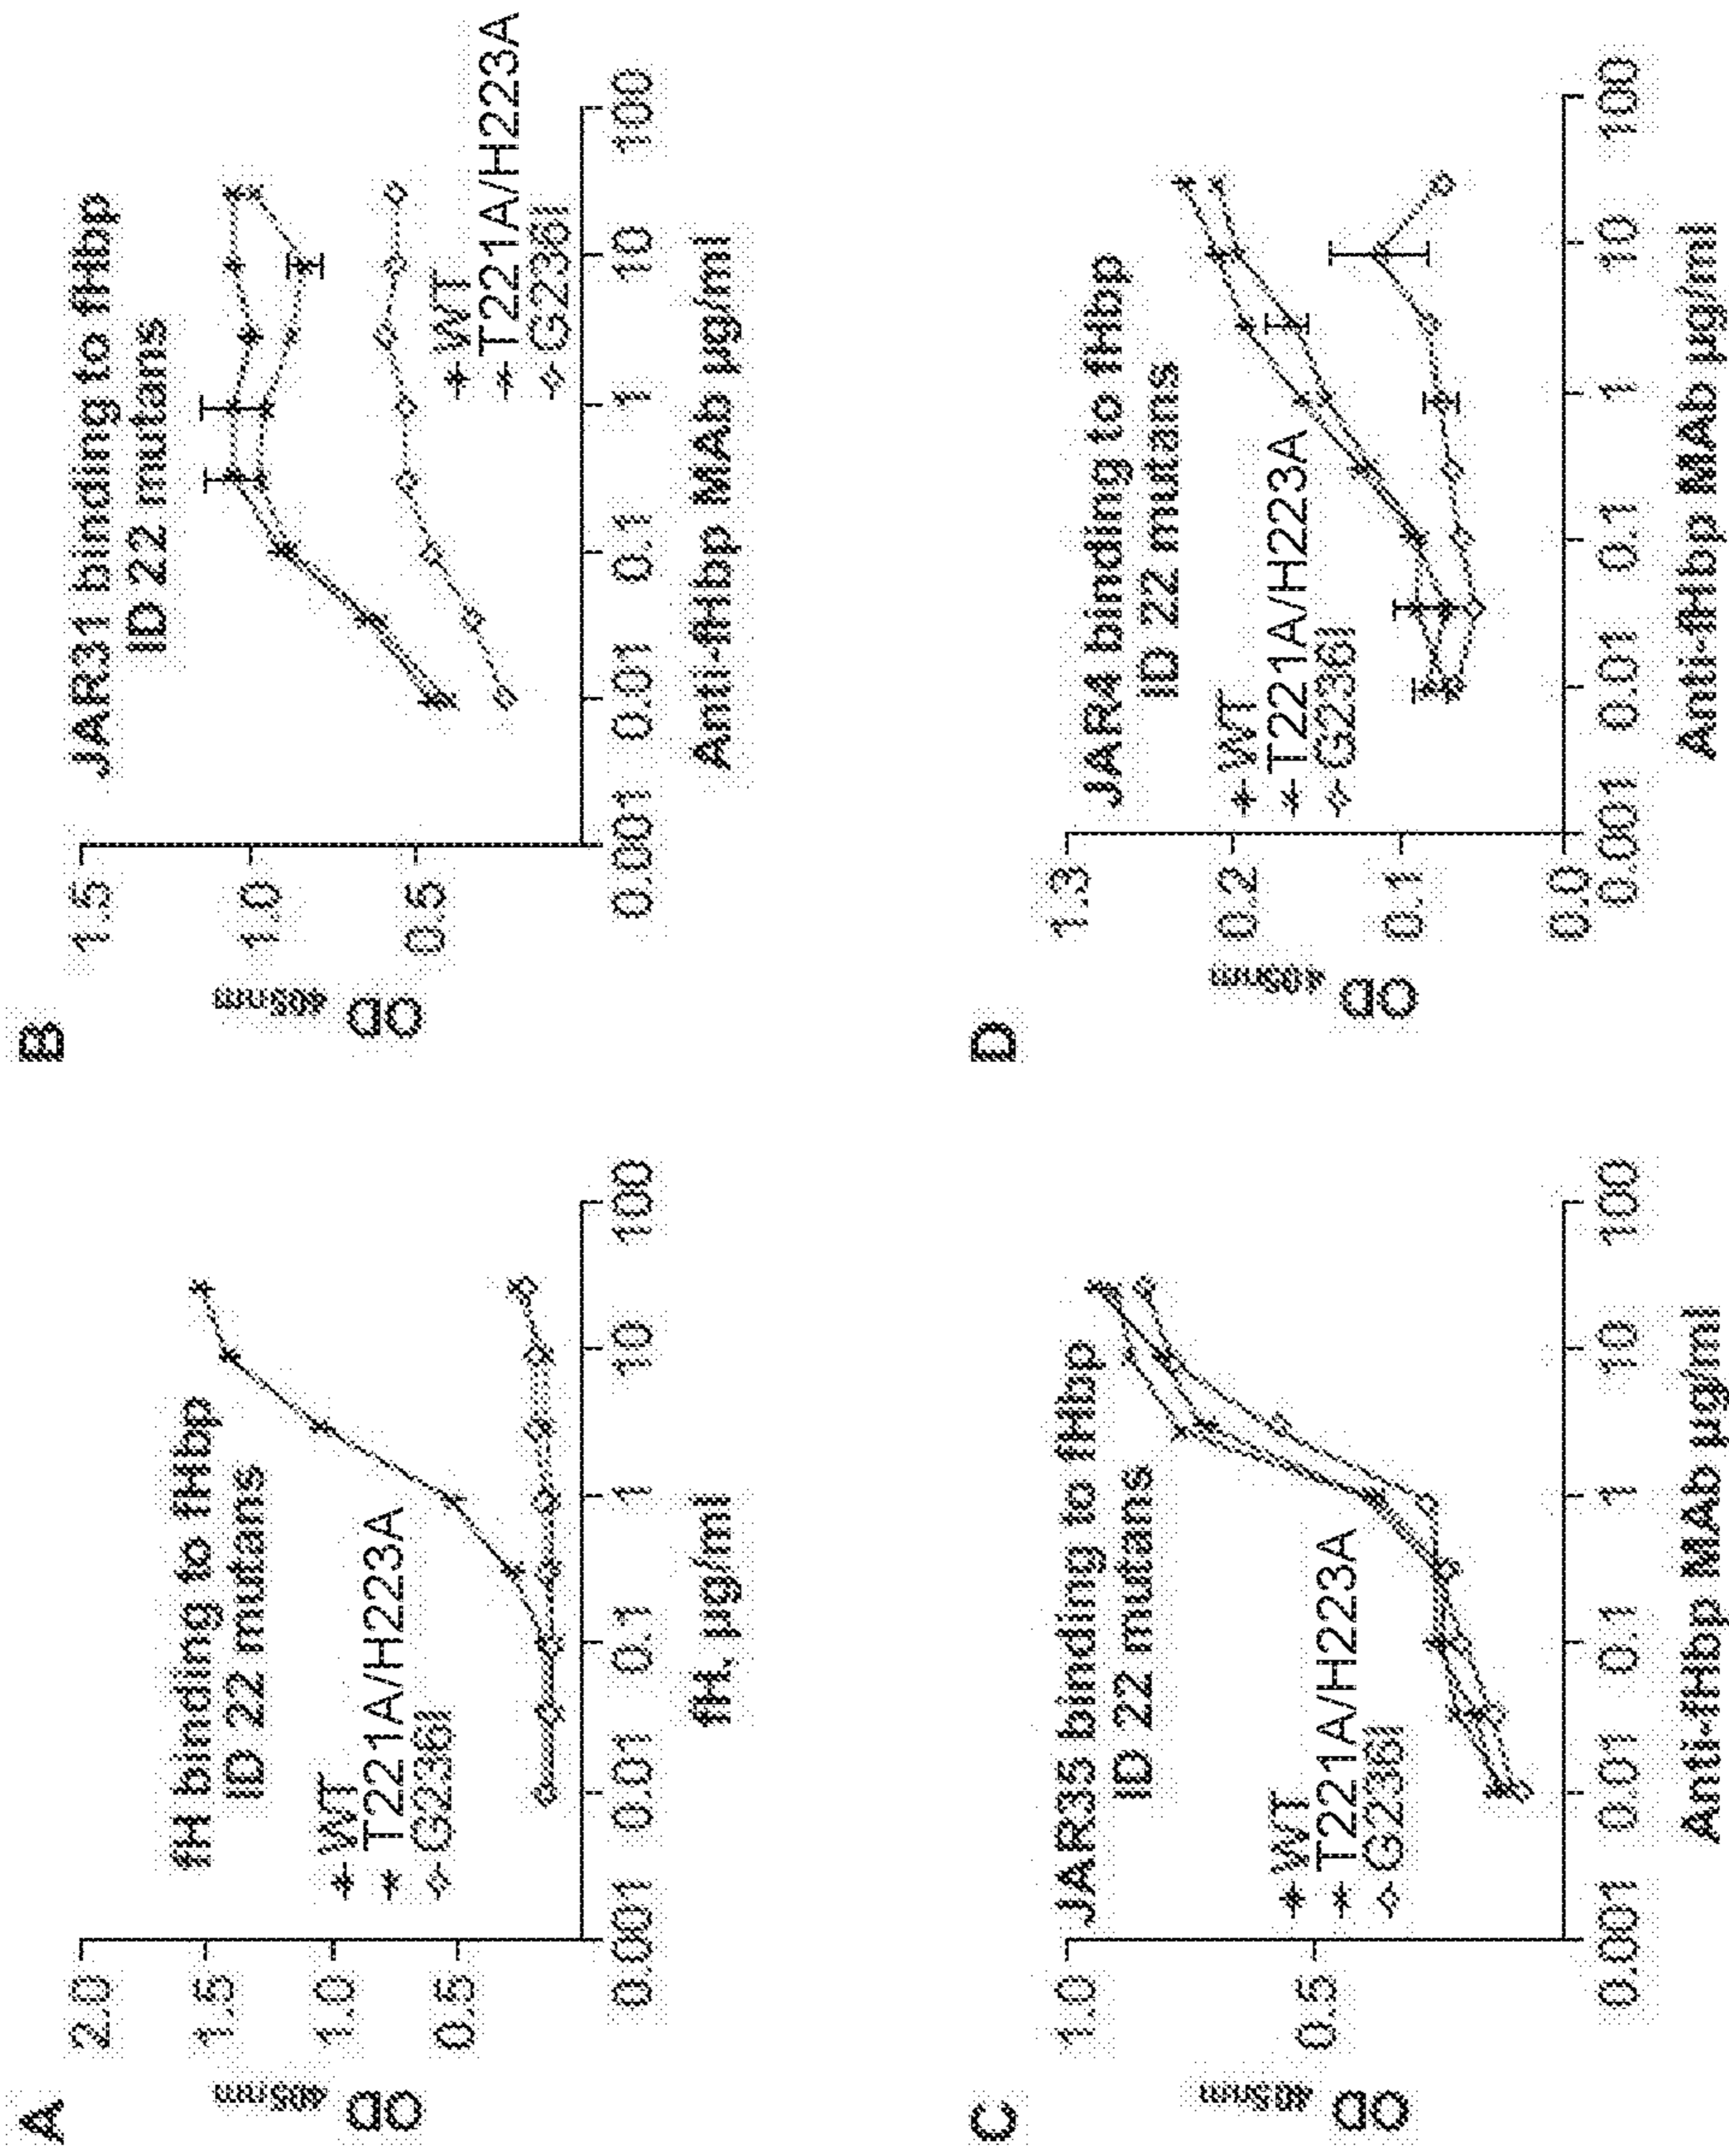 A
fH binding to fHbp
ID 22 mutans
WT
T221A/H223A
G236I
2.0
1.5
1.0
0.5
OD
405nm
0.001
0.01
0.1
1
10
100
fH, µg/ml
B
JAR31 binding to fHbp
ID 22 mutans
1.5
1.0
0.5
OD
405nm
WT
T221A/H223A
G236I
0.001
0.01
0.1
1
10
100
Anti-fHbp MAb µg/ml
C
JAR35 binding to fHbp
ID 22 mutans
WT
T221A/H223A
G236I
1.0
0.5
OD
405nm
0.001
0.01
0.1
1
10
100
Anti-fHbp MAb µg/ml
D
JAR4 binding to fHbp
ID 22 mutans
WT
T221A/H223A
G236I
1.3
0.2
0.1
0.0
OD
405nm
0.001
0.01
0.1
1
10
100
Anti-fHbp MAb µg/ml